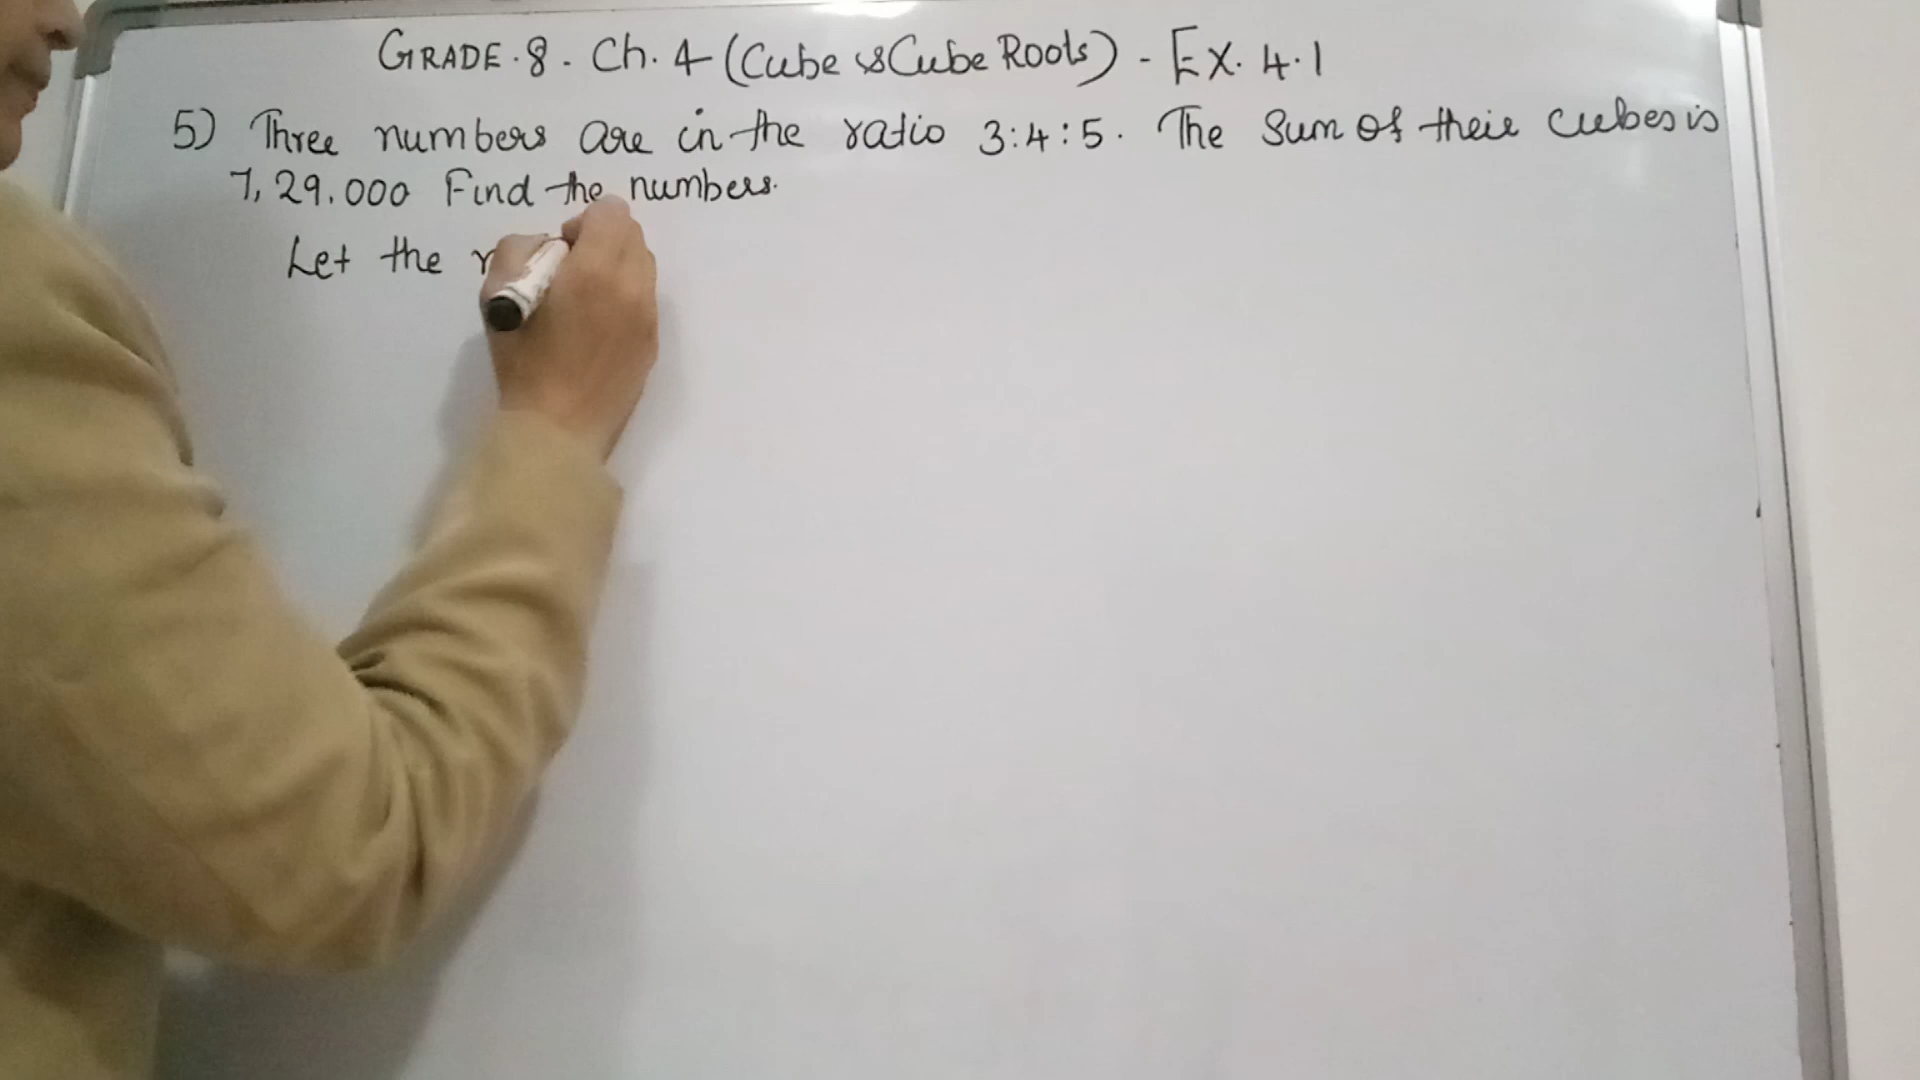 GRADE.8. Ch. 4 (Cube & Cube Roots) - Ex. 4.1
5) Three numbers are in the ratio 3:4:5. The Sum of their cubes is
7,29.000 Find the numbers.
Let the